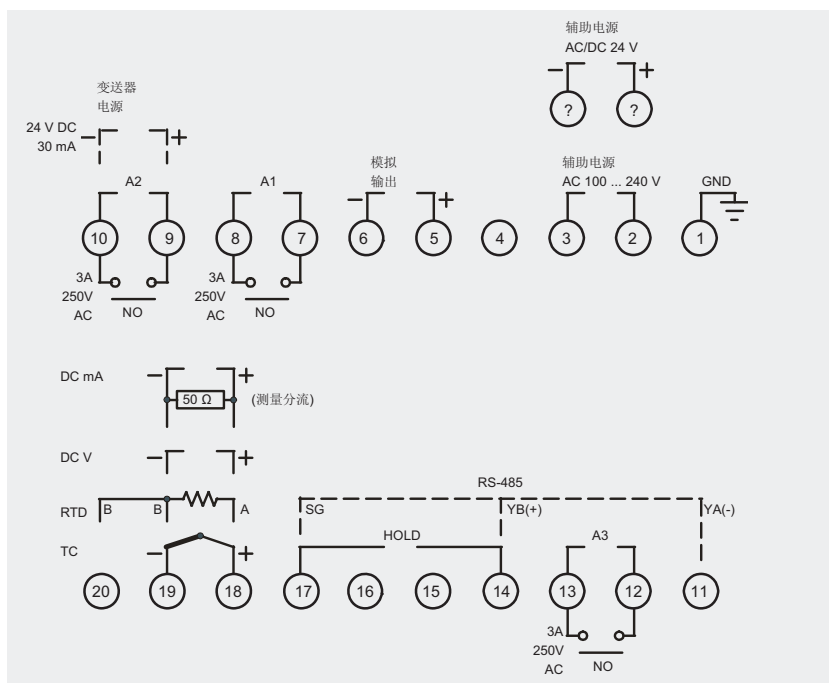 辅助电源
AC/DC 24 V
− +
? ?
变送器
电源
24 V DC
30 mA
− +
A2
A1
模拟
输出
− +
辅助电源
AC 100 ... 240 V
GND
10 9 8 7 6 5 4 3 2 1
3A
250V
AC
NO
3A
250V
AC
NO
DC mA
− +
50 Ω
(测量分流)
DC V
− +
RTD
B B A
RS-485
SG YB(+) YA(-)
TC
− +
HOLD
A3
20 19 18 17 16 15 14 13 12 11
3A
250V
AC
NO